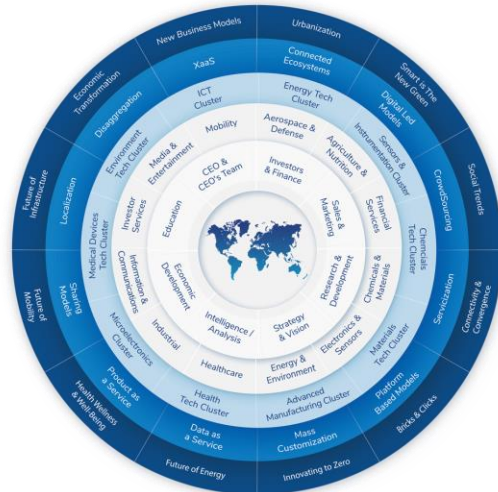 New Business Models
Urbanization
Smart is The
New Green
Social Trends
Connectivity &
Convergence
Bricks & Clicks
Innovating to Zero
Future of Energy
Health Wellness
& Well-Being
Future of
Mobility
Future of
Infrastructure
Economic
Transformation
XaaS
Connected
Ecosystems
Digital Led
Models
CrowdSourcing
Servicization
Platform
Based Models
Mass
Customization
Data as
a Service
Product as
a Service
Sharing
Models
Localization
Disaggregation
ICT
Cluster
Energy Tech
Cluster
Sensors &
Instrumentation Cluster
Chemcials
Tech Cluster
Materials
Tech Cluster
Advanced
Manufacturing Cluster
Health
Tech Cluster
Microelectronics
Cluster
Medical Devices
Tech Cluster
Environment
Tech Cluster
Mobility
Aerospace &
Defense
Agriculture &
Nutrition
Financial
Services
Chemicals &
Materials
Electronics &
Sensors
Energy &
Environment
Healthcare
Industrial
Information &
Communications
Investor
Services
Media &
Entertainment
CEO &
CEO's Team
Investors
& Finance
Sales &
Marketing
Research &
Development
Strategy
& Vision
Intelligence /
Analysis
Economic
Development
Education